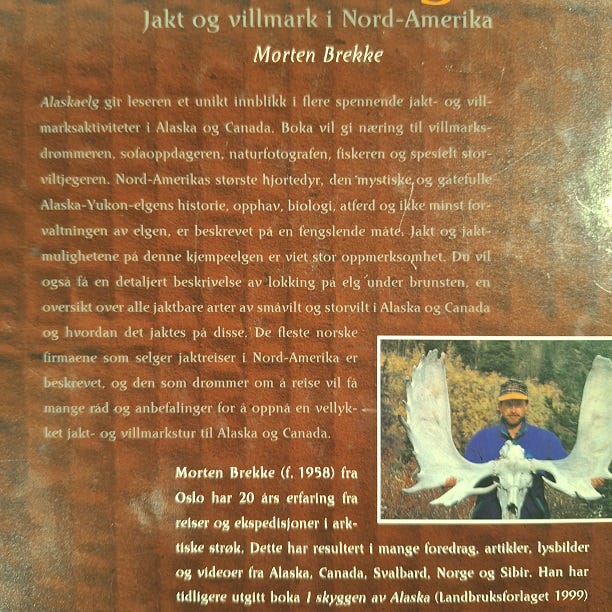 Jakt og villmark i Nord-Amerika
Morten Brekke
Alaskaelg gir leseren et unikt innblikk i flere spennende jakt- og vill-
marksaktiviteter i Alaska og Canada. Boka vil gi næring til villmarks-
drømmeren, sofaoppdageren, naturfotografen, fiskeren og spesielt stor-
viltjegeren. Nord-Amerikas største hjortedyr, den mystiske og gåtefulle
Alaska-Yukon-elgens historie, opphav, biologi, atferd og ikke minst for-
valtningen av elgen, er beskrevet på en fengslende måte. Jakt og jakt-
mulighetene på denne kjempeelgen er viet stor oppmerksomhet. Du vil
også få en detaljert beskrivelse av lokking på elg under brunsten, en
oversikt over alle jaktbare arter av småvilt og storvilt i Alaska og Canada
og hvordan det jaktes på disse. De fleste norske
firmaene som selger jaktreiser i Nord-Amerika er
beskrevet, og den som drømmer om å reise vil få
mange råd og anbefalinger for å oppnå en vellyk-
ket jakt- og villmarkstur til Alaska og Canada.
Morten Brekke (f. 1958) fra
Oslo har 20 års erfaring fra
reiser og ekspedisjoner i ark-
tiske strøk. Dette har resultert i mange foredrag, artikler, lysbilder
og videoer fra Alaska, Canada, Svalbard, Norge og Sibir. Han har
tidligere utgitt boka I skyggen av Alaska (Landbruksforlaget 1999)